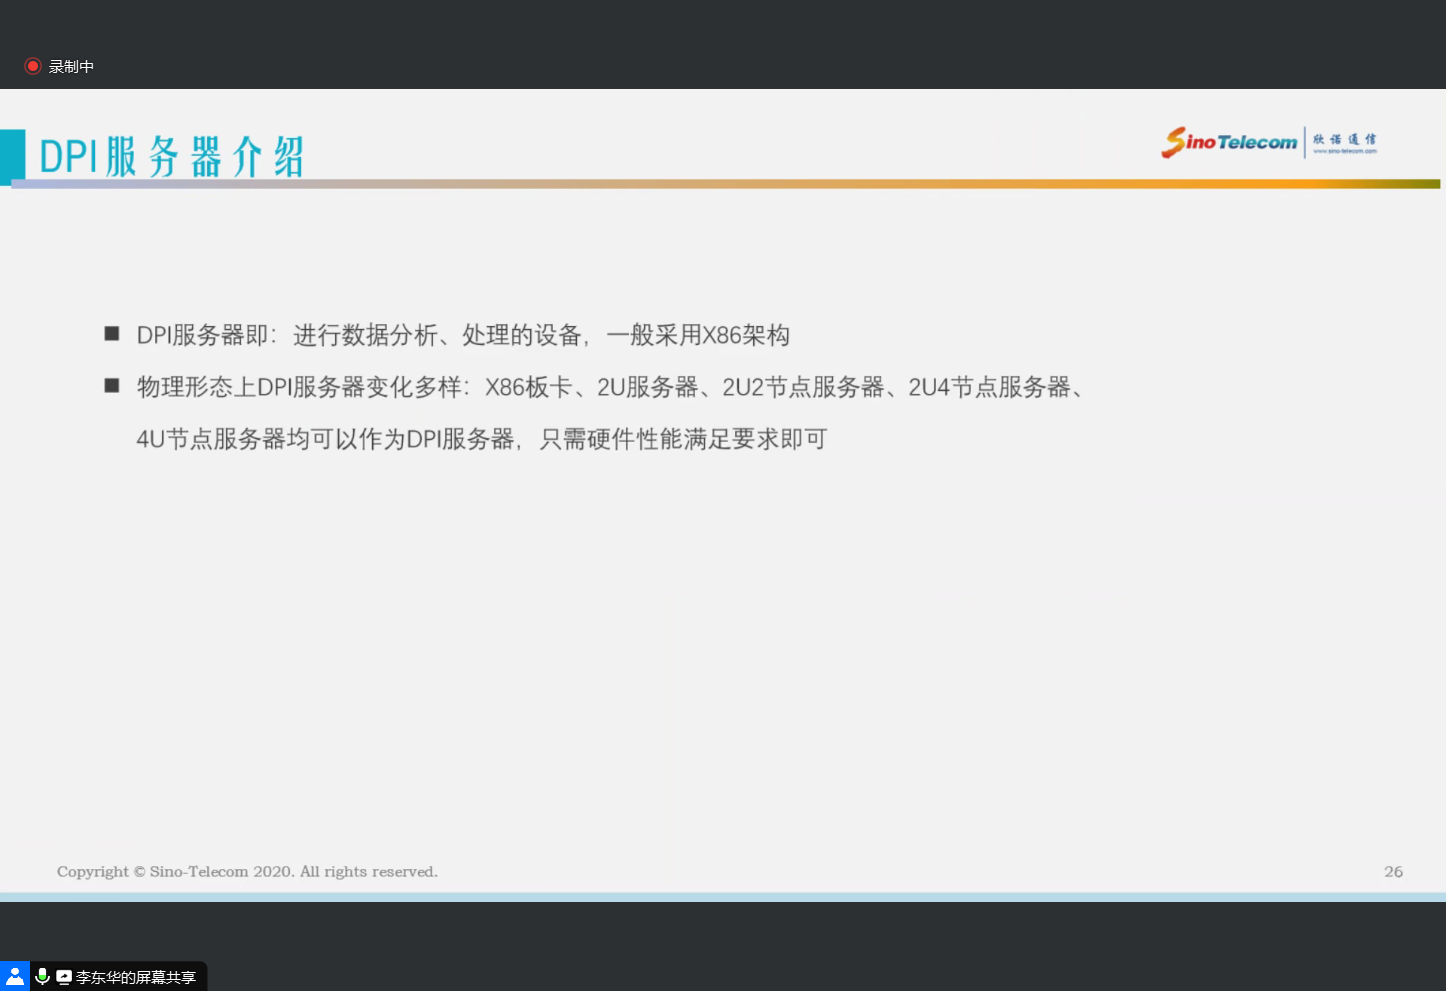 录制中
DPI服务器介绍
Sino Telecom 欣诺通信
www.sino-telecom.com
■ DPI服务器即：进行数据分析、处理的设备，一般采用X86架构
■ 物理形态上DPI服务器变化多样：X86板卡、2U服务器、2U2节点服务器、2U4节点服务器、
4U节点服务器均可以作为DPI服务器，只需硬件性能满足要求即可
Copyright © Sino-Telecom 2020. All rights reserved.
26
李东华的屏幕共享